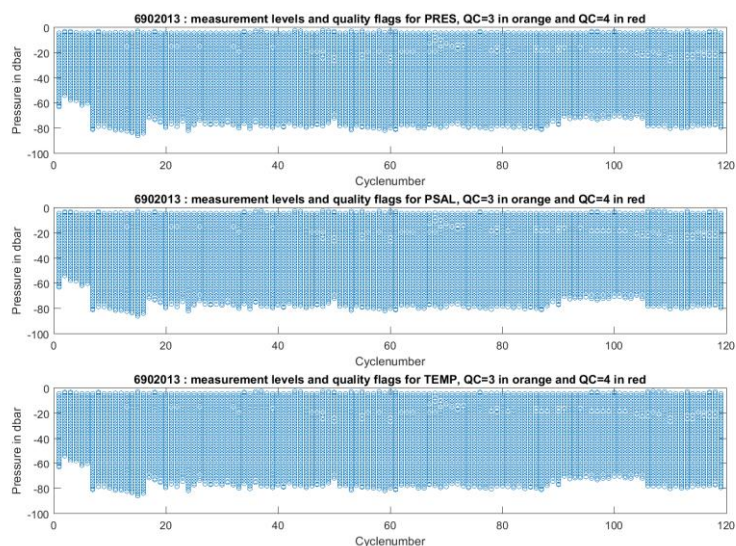 6902013 : measurement levels and quality flags for PRES, QC=3 in orange and QC=4 in red
0
-20
-40
-60
-80
-100
Pressure in dbar
0 20 40 60 80 100 120
Cyclenumber
6902013 : measurement levels and quality flags for PSAL, QC=3 in orange and QC=4 in red
0
-20
-40
-60
-80
-100
Pressure in dbar
0 20 40 60 80 100 120
Cyclenumber
6902013 : measurement levels and quality flags for TEMP, QC=3 in orange and QC=4 in red
0
-20
-40
-60
-80
-100
Pressure in dbar
0 20 40 60 80 100 120
Cyclenumber